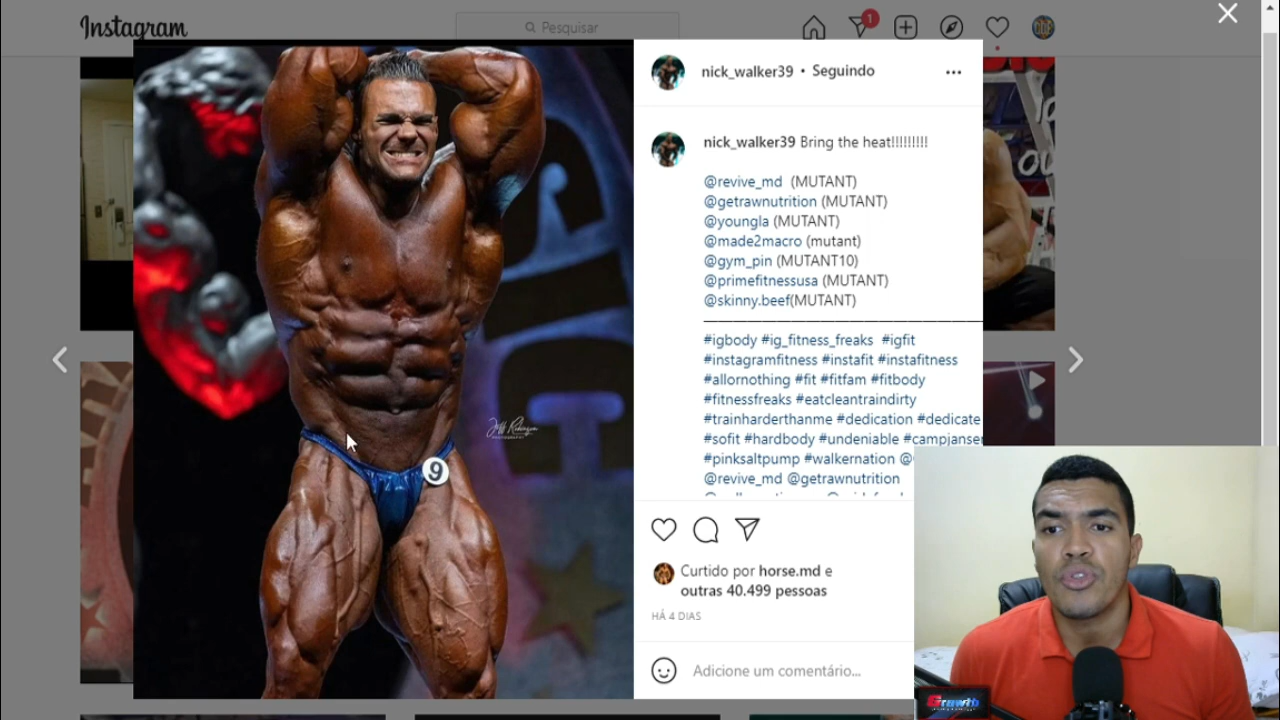 Instagram
Pesquisar
1
nick_walker39 • Seguindo
nick_walker39 Bring the heat!!!!!!!!!
@revive_md (MUTANT)
@getrawnutrition (MUTANT)
@youngla (MUTANT)
@made2macro (mutant)
@gym_pin (MUTANT10)
@primefitnessusa (MUTANT)
@skinny.beef(MUTANT)
#igbody #ig_fitness_freaks #igfit
#instagramfitness #instafit #instafitness
#allornothing #fit #fitfam #fitbody
#fitnessfreaks #eatcleantraindirty
#trainharderthanme #dedication #dedicate
#sofit #hardbody #undeniable #campjansen
#pinksaltpump #walkernation @
@revive_md @getrawnutrition
9
Curtido por horse.md e
outras 40.499 pessoas
HÁ 4 DIAS
Adicione um comentário...
Growth